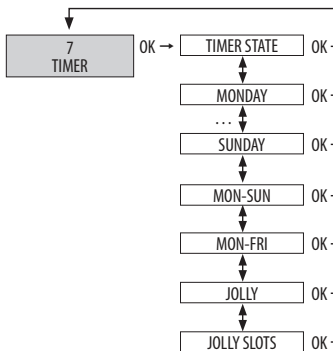 7
TIMER
OK
TIMER STATE
OK
MONDAY
OK
...
SUNDAY
OK
MON-SUN
OK
MON-FRI
OK
JOLLY
OK
JOLLY SLOTS
OK